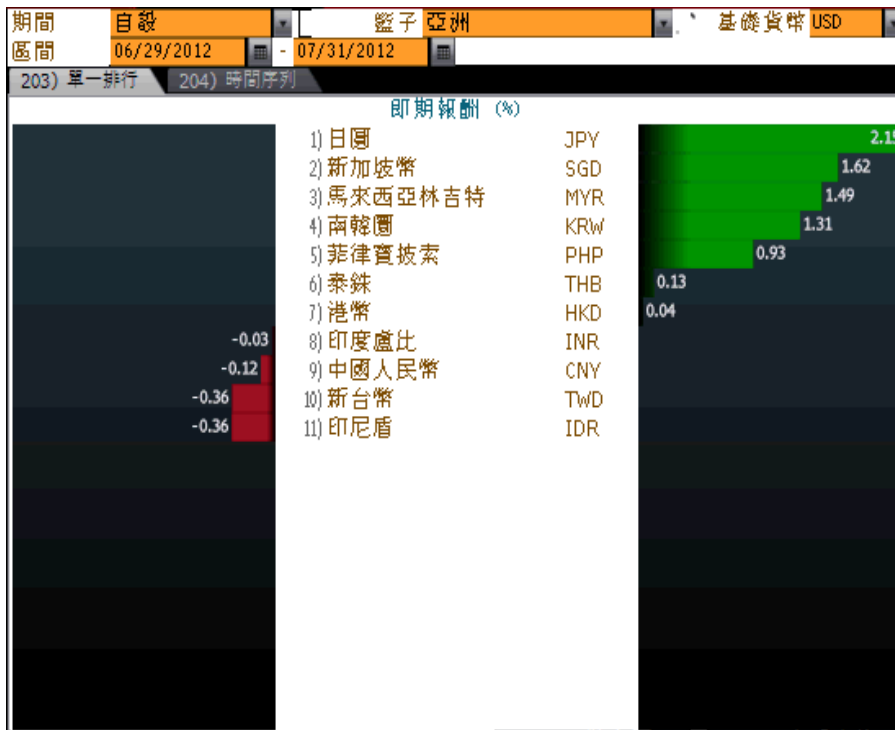 期間 自設 籃子 亞洲 基礎貨幣 USD
區間 06/29/2012 - 07/31/2012
203) 單一排行 204) 時間序列
即期報酬 (%)
1) 日圓 JPY 2.15
2) 新加坡幣 SGD 1.62
3) 馬來西亞林吉特 MYR 1.49
4) 南韓圜 KRW 1.31
5) 菲律賓披索 PHP 0.93
6) 泰銖 THB 0.13
7) 港幣 HKD 0.04
-0.03 8) 印度盧比 INR
-0.12 9) 中國人民幣 CNY
-0.36 10) 新台幣 TWD
-0.36 11) 印尼盾 IDR